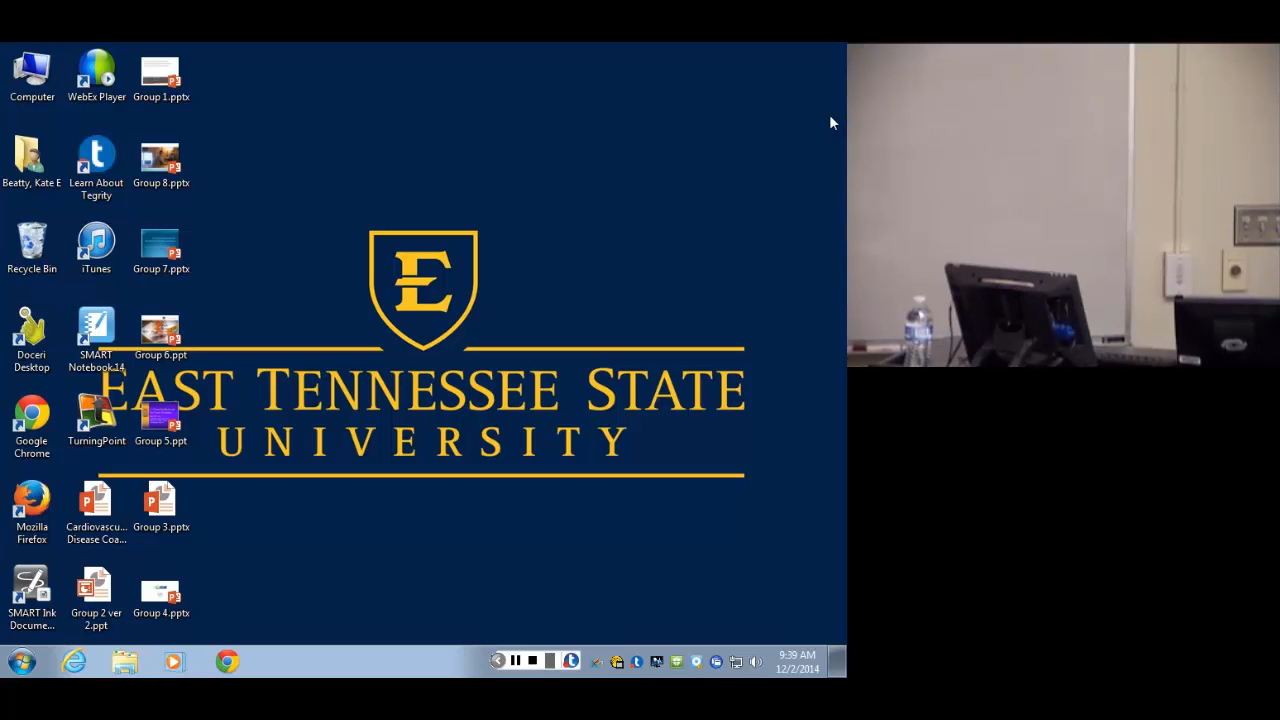 Computer
WebEx Player
Group 1.pptx
Beatty, Kate E
Learn About
Tegrity
Group 8.pptx
Recycle Bin
iTunes
Group 7.pptx
Doceri
Desktop
SMART
Notebook 14
Group 6.ppt
Google
Chrome
TurningPoint
Group 5.ppt
Mozilla
Firefox
Cardiovascu...
Disease Coa...
Group 3.pptx
SMART Ink
Docume...
Group 2 ver
2.ppt
Group 4.pptx
E
EAST TENNESSEE STATE
UNIVERSITY
9:39 AM
12/2/2014